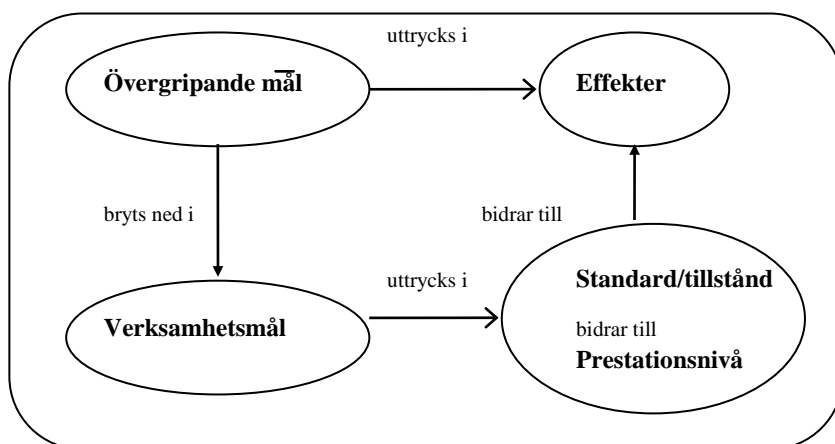 uttrycks i
Övergripande mål
Effekter
bryts ned i
bidrar till
uttrycks i
Standard/tillstånd
Verksamhetsmål
bidrar till
Prestationsnivå